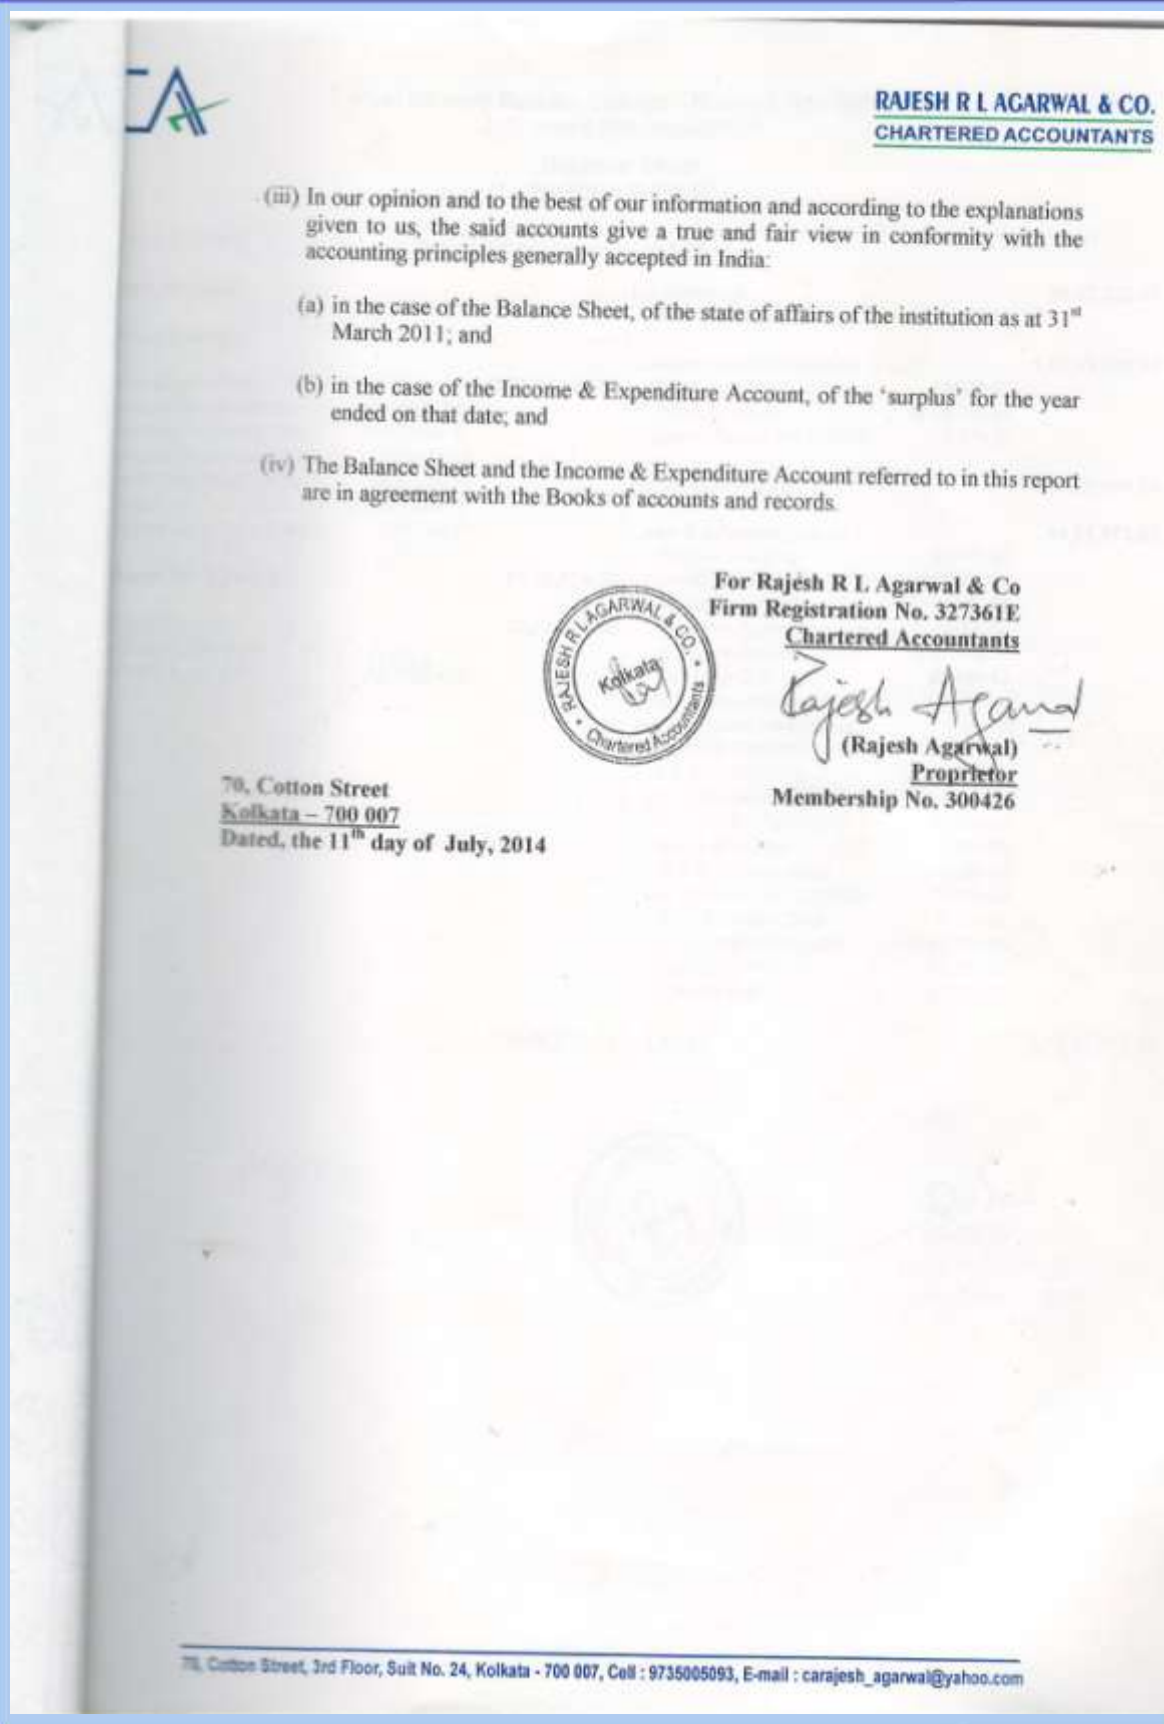 CA
RAJESH R L AGARWAL & CO.
CHARTERED ACCOUNTANTS
(iii) In our opinion and to the best of our information and according to the explanations
given to us, the said accounts give a true and fair view in conformity with the
accounting principles generally accepted in India:
(a) in the case of the Balance Sheet, of the state of affairs of the institution as at 31st
March 2011; and
(b) in the case of the Income & Expenditure Account, of the 'surplus' for the year
ended on that date; and
(iv) The Balance Sheet and the Income & Expenditure Account referred to in this report
are in agreement with the Books of accounts and records.
For Rajesh R L Agarwal & Co
Firm Registration No. 327361E
Chartered Accountants
RAJESH R L AGARWAL & CO.
Kolkata
Chartered Accountants
Rajesh Agarwal
(Rajesh Agarwal)
Proprietor
Membership No. 300426
70, Cotton Street
Kolkata – 700 007
Dated, the 11th day of July, 2014
70, Cotton Street, 3rd Floor, Suit No. 24, Kolkata - 700 007, Cell : 9735005093, E-mail : carajesh_agarwal@yahoo.com